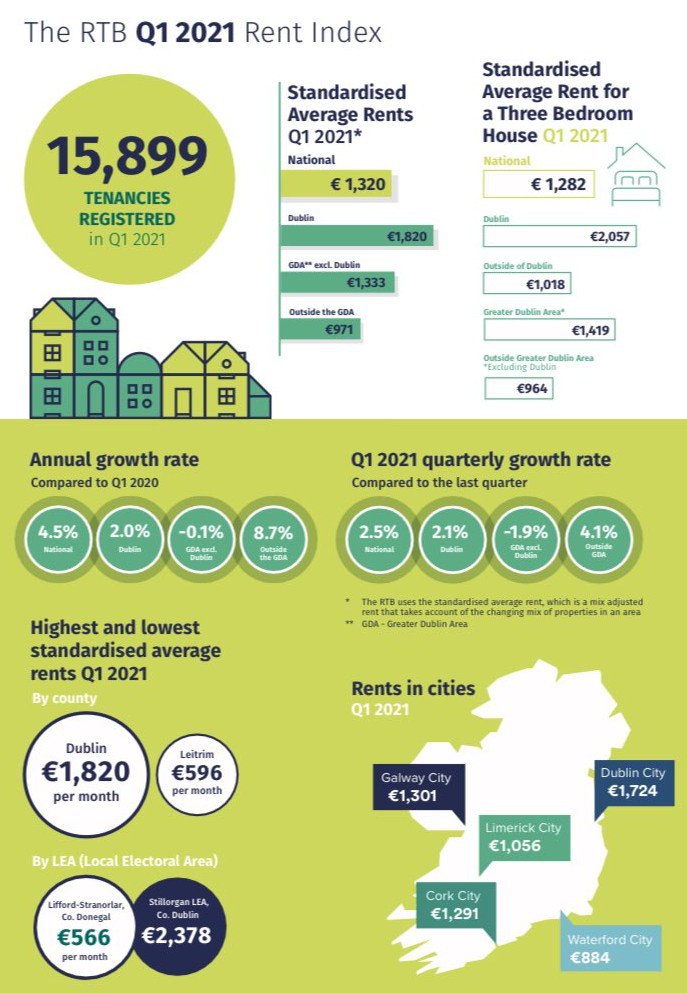 The RTB Q1 2021 Rent Index
15,899
TENANCIES
REGISTERED
in Q1 2021
Standardised
Average Rents
Q1 2021*
National
€ 1,320
Dublin
€1,820
GDA** excl. Dublin
€1,333
Outside the GDA
€971
Standardised
Average Rent for
a Three Bedroom
House Q1 2021
National
€ 1,282
Dublin
€2,057
Outside of Dublin
€1,018
Greater Dublin Area*
€1,419
Outside Greater Dublin Area
*Excluding Dublin
€964
Annual growth rate
Compared to Q1 2020
4.5%
National
2.0%
Dublin
-0.1%
GDA excl.
Dublin
8.7%
Outside
the GDA
Q1 2021 quarterly growth rate
Compared to the last quarter
2.5%
National
2.1%
Dublin
-1.9%
GDA excl.
Dublin
4.1%
Outside
GDA
* The RTB uses the standardised average rent, which is a mix adjusted
rent that takes account of the changing mix of properties in an area
** GDA - Greater Dublin Area
Highest and lowest
standardised average
rents Q1 2021
By county
Dublin
€1,820
per month
Leitrim
€596
per month
By LEA (Local Electoral Area)
Lifford-Stranorlar,
Co. Donegal
€566
per month
Stillorgan LEA,
Co. Dublin
€2,378
Rents in cities
Q1 2021
Galway City
€1,301
Dublin City
€1,724
Limerick City
€1,056
Cork City
€1,291
Waterford City
€884